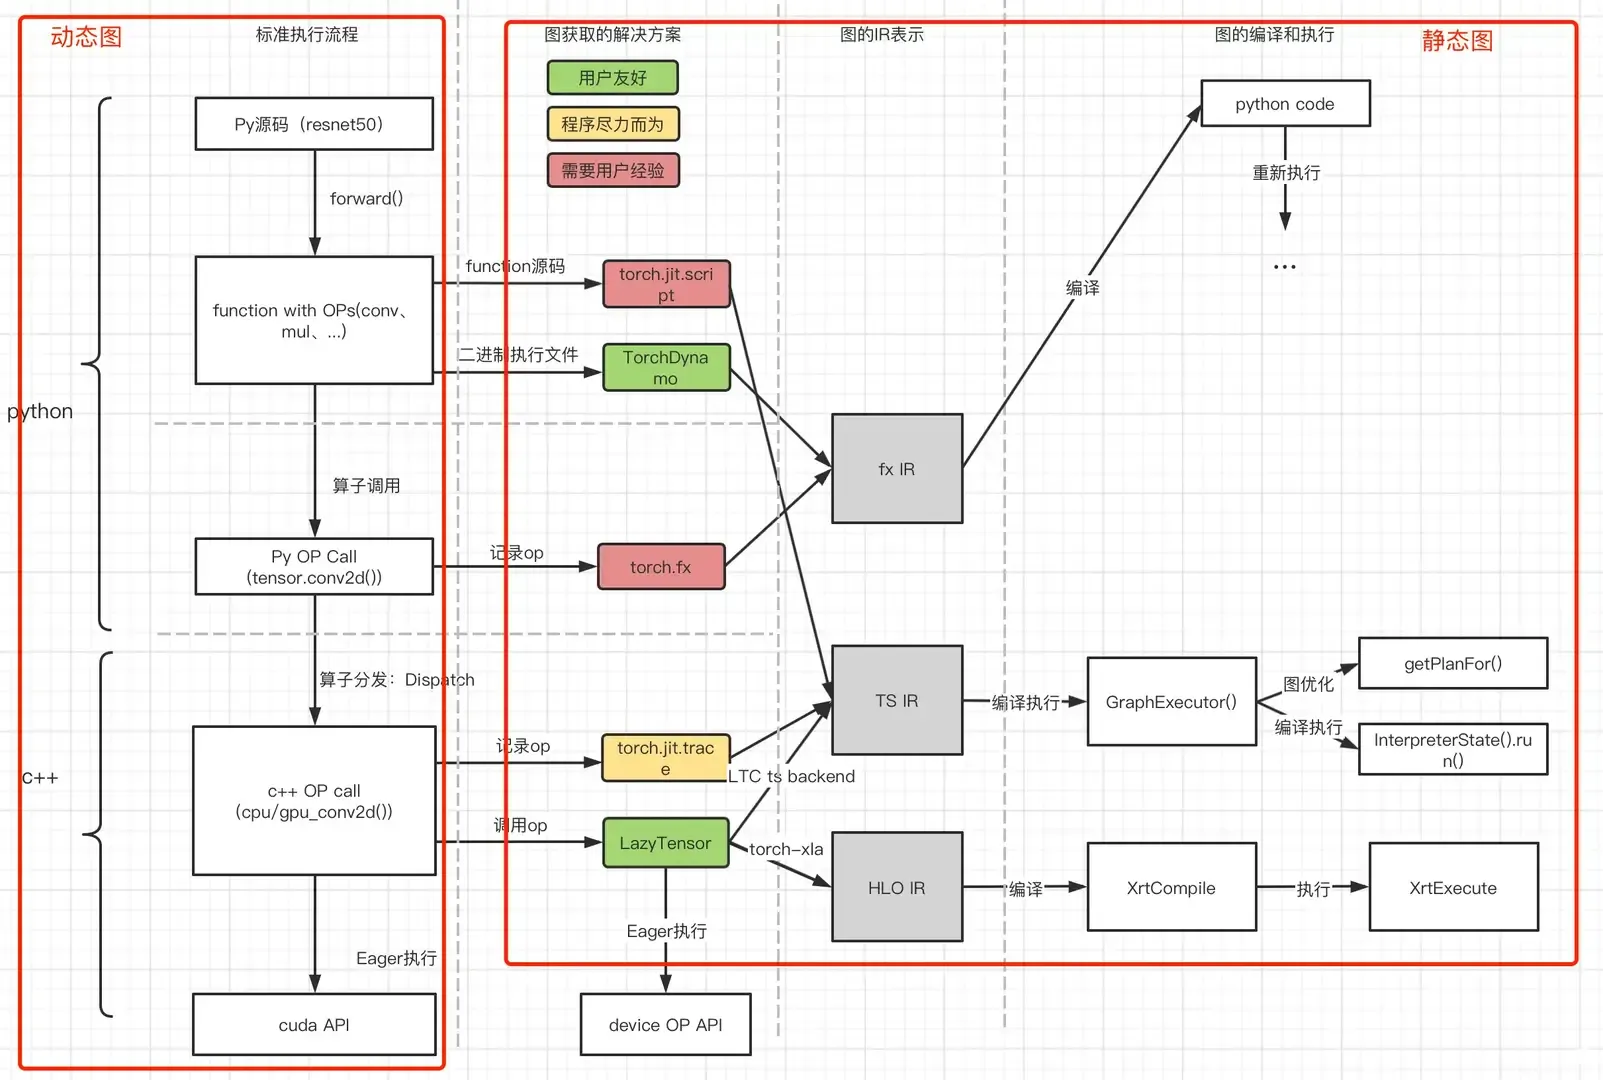 动态图
标准执行流程
图获取的解决方案
图的IR表示
图的编译和执行
静态图
用户友好
程序尽力而为
需要用户经验
python code
重新执行
...
Py源码（resnet50）
forward()
function with OPs(conv、
mul、...)
function源码
torch.jit.scri
pt
二进制执行文件
TorchDyna
mo
编译
python
fx IR
算子调用
Py OP Call
(tensor.conv2d())
记录op
torch.fx
算子分发：Dispatch
TS IR
编译执行
GraphExecutor()
图优化
getPlanFor()
编译执行
InterpreterState().ru
n()
c++
c++ OP call
(cpu/gpu_conv2d())
记录op
torch.jit.trac
e
LTC ts backend
调用op
LazyTensor
torch-xla
HLO IR
编译
XrtCompile
执行
XrtExecute
Eager执行
Eager执行
cuda API
device OP API